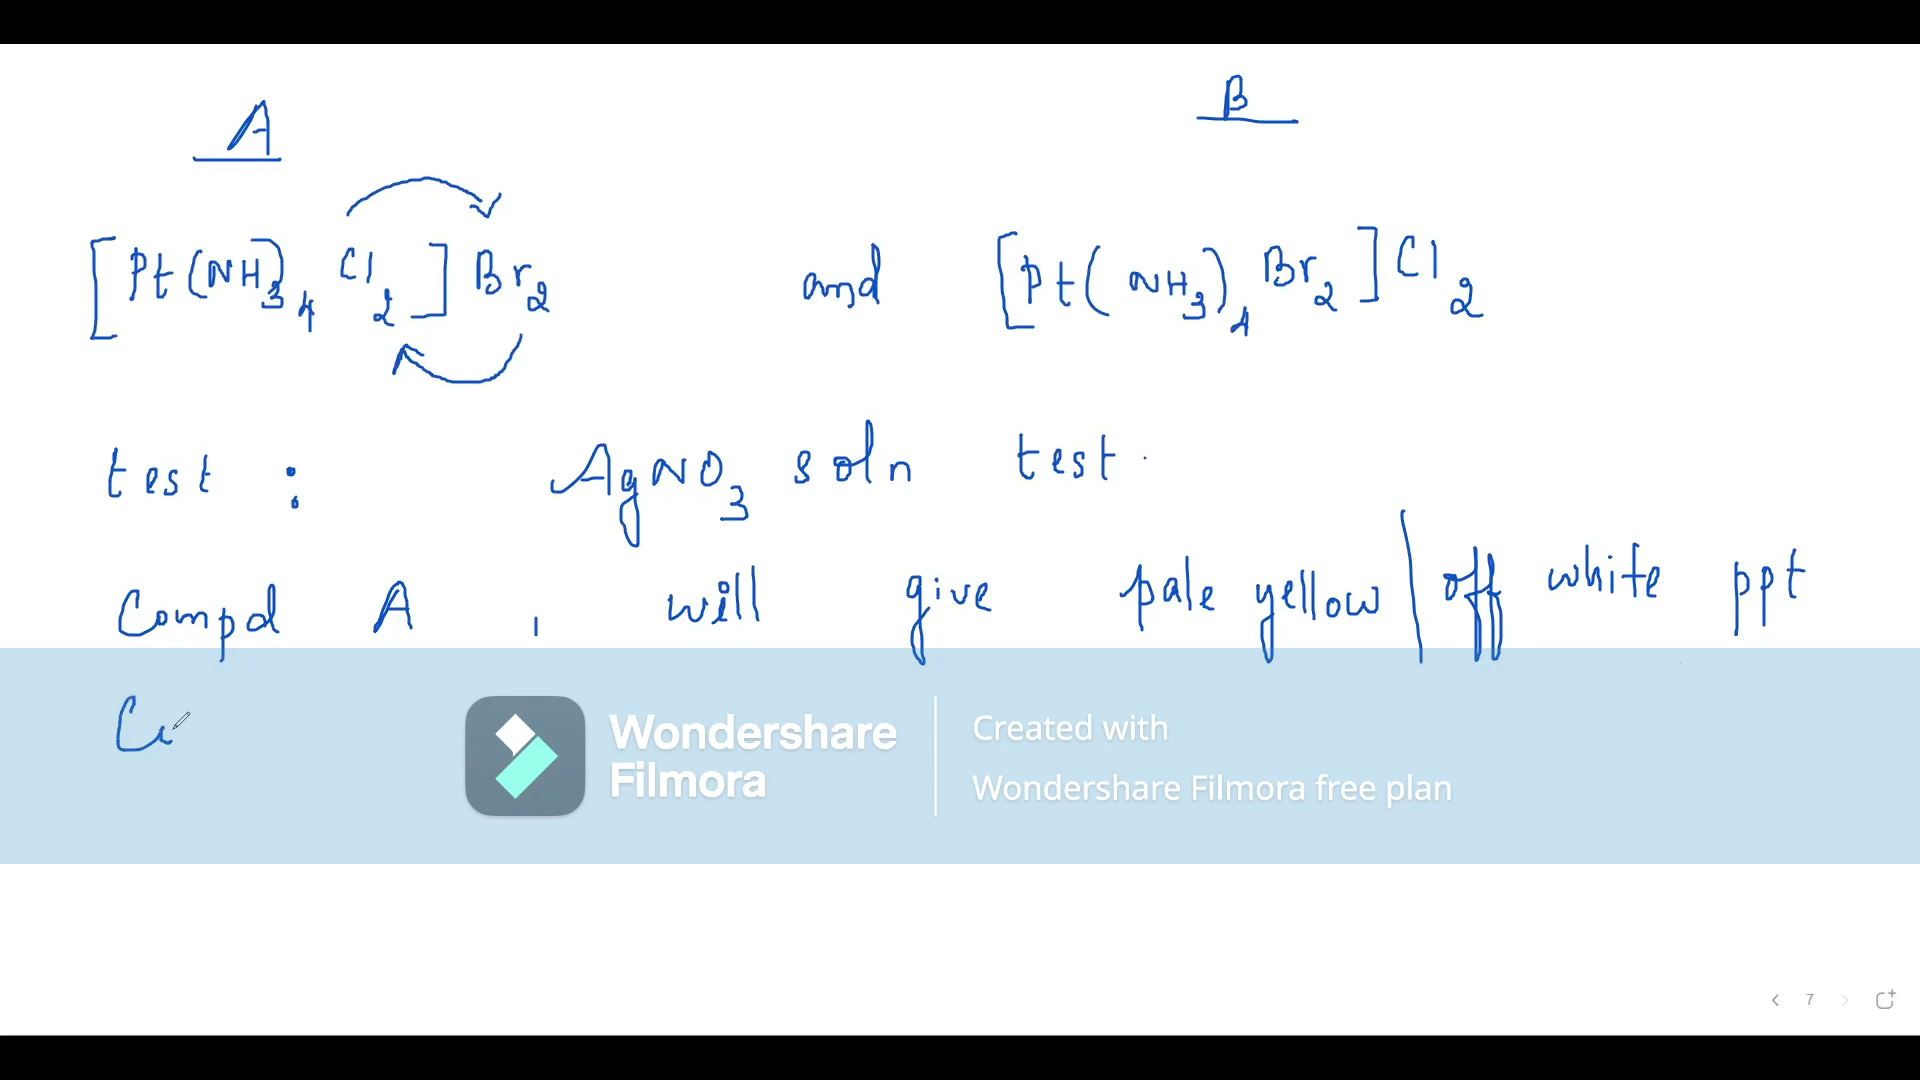 A B
[Pt(NH3)4 Cl2]Br2 and [Pt(NH3)4 Br2]Cl2
test : AgNO3 soln test.
Compd A , will give pale yellow/off white ppt
Wondershare Filmora
Created with
Wondershare Filmora free plan
7